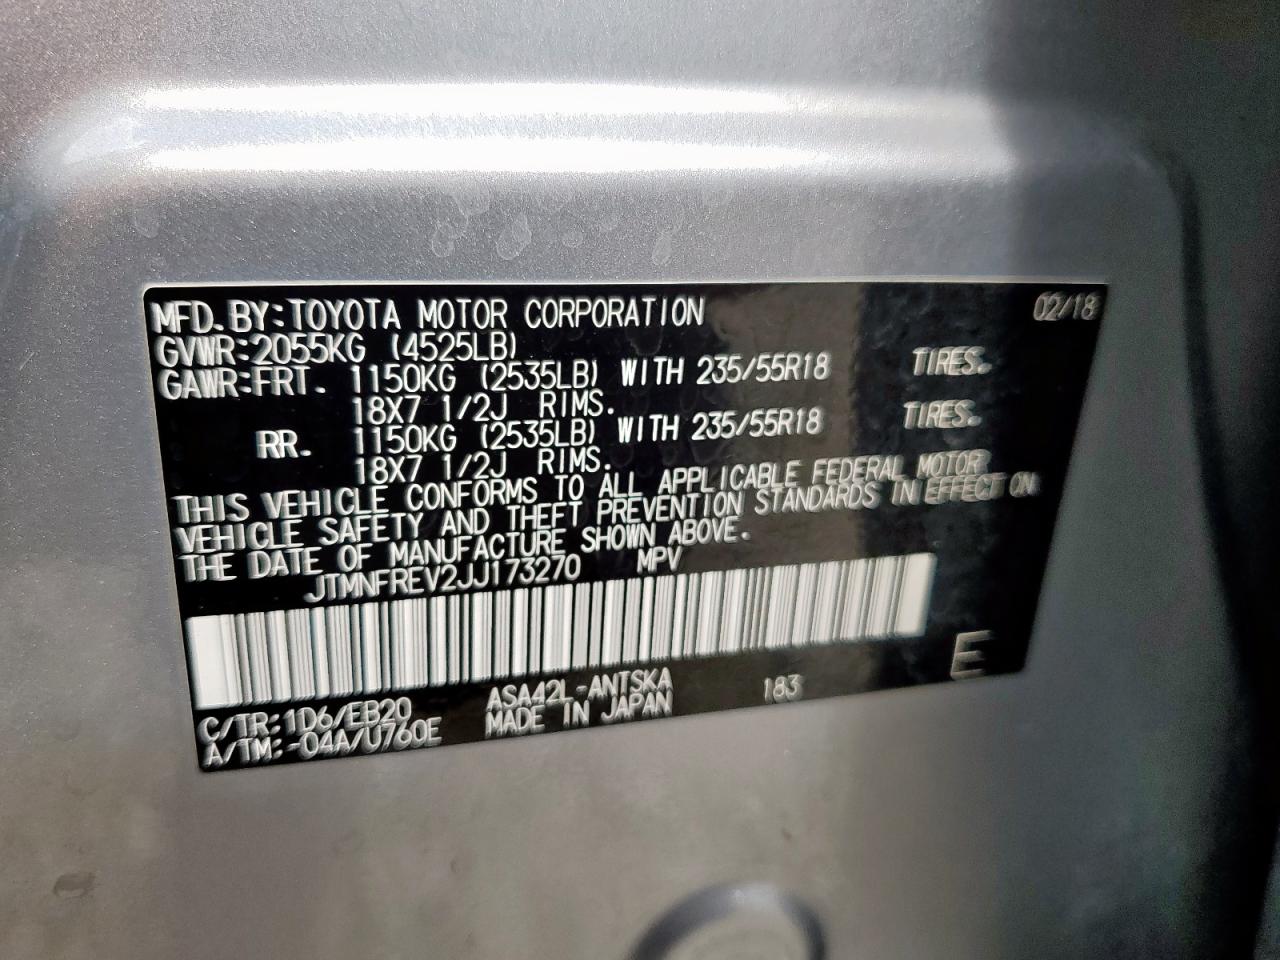 MFD.BY:TOYOTA MOTOR CORPORATION 02/18
GVWR:2055KG (4525LB)
GAWR:FRT. 1150KG (2535LB) WITH 235/55R18 TIRES.
18X7 1/2J RIMS.
RR. 1150KG (2535LB) WITH 235/55R18 TIRES.
18X7 1/2J RIMS.
THIS VEHICLE CONFORMS TO ALL APPLICABLE FEDERAL MOTOR
VEHICLE SAFETY AND THEFT PREVENTION STANDARDS IN EFFECT ON
THE DATE OF MANUFACTURE SHOWN ABOVE.
JTMNFREV2JJ173270 MPV
E
C/TR:1D6/EB20 ASA42L-ANTSKA 183
A/TM:-04A/U760E MADE IN JAPAN